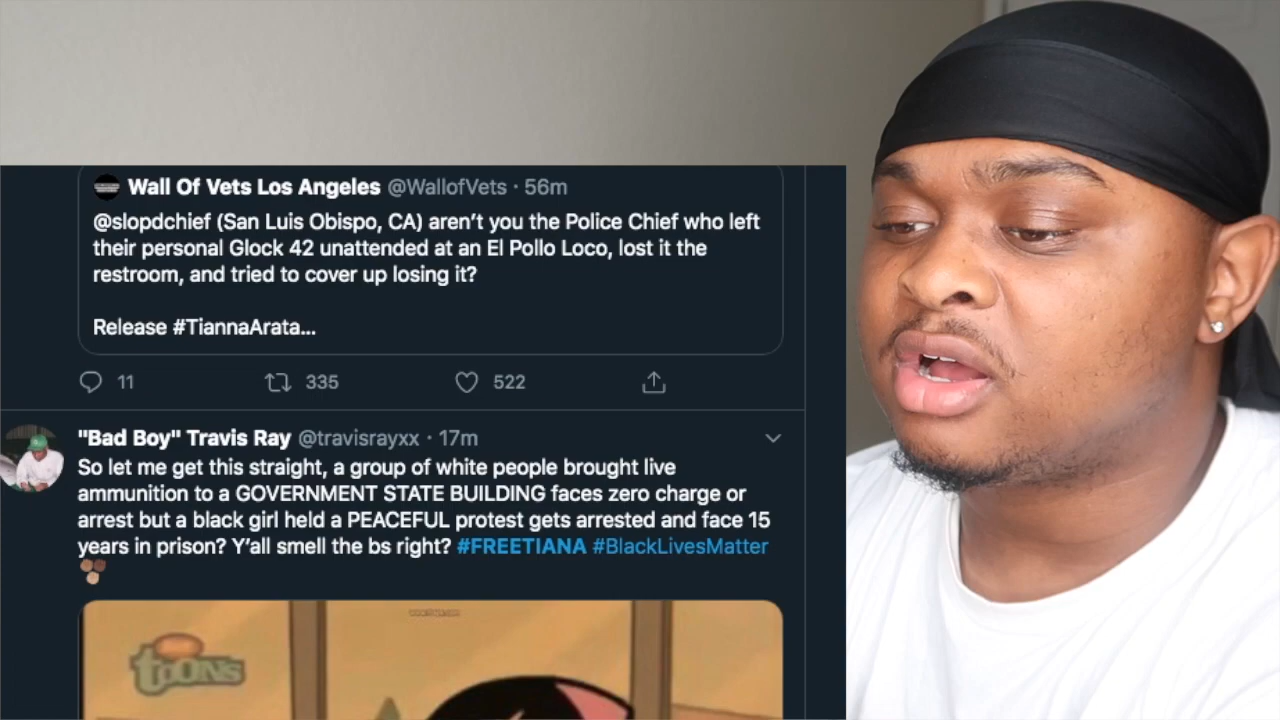 Wall Of Vets Los Angeles @WallofVets · 56m
@slopdchief (San Luis Obispo, CA) aren't you the Police Chief who left
their personal Glock 42 unattended at an El Pollo Loco, lost it the
restroom, and tried to cover up losing it?
Release #TiannaArata...
11 335 522
"Bad Boy" Travis Ray @travisrayxx · 17m
So let me get this straight, a group of white people brought live
ammunition to a GOVERNMENT STATE BUILDING faces zero charge or
arrest but a black girl held a PEACEFUL protest gets arrested and face 15
years in prison? Y'all smell the bs right? #FREETIANA #BlackLivesMatter
toons